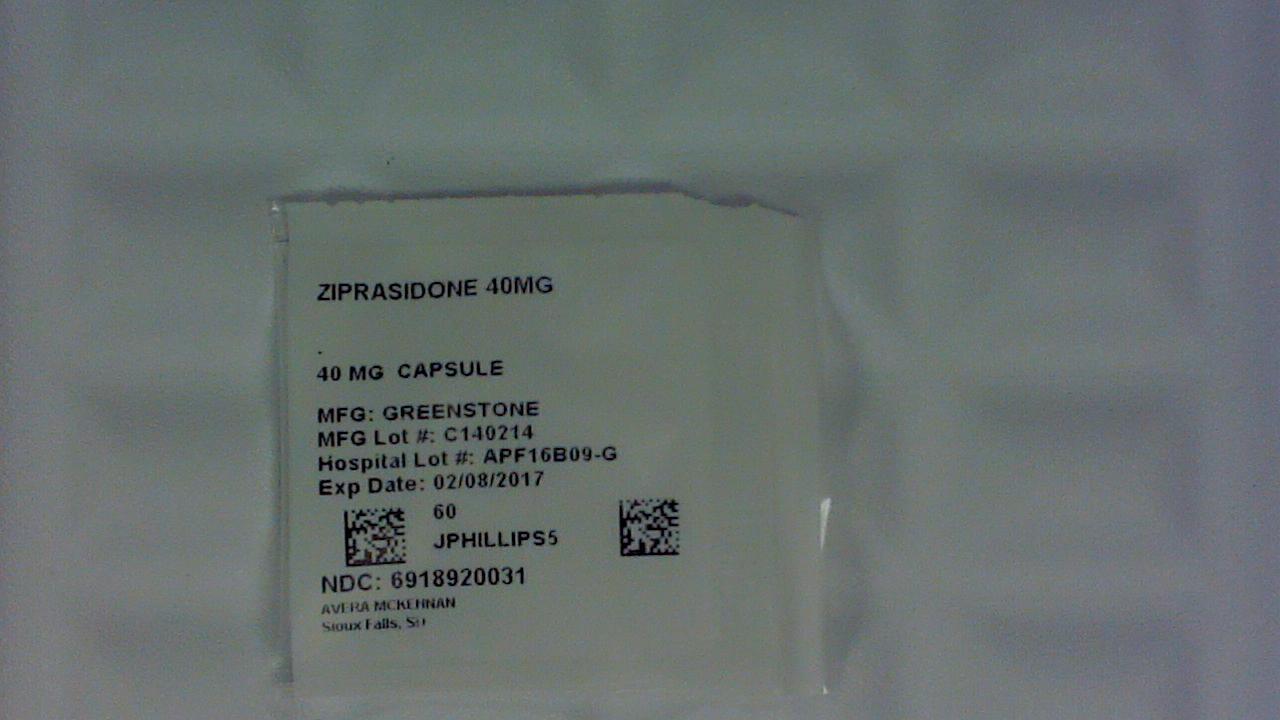 ZIPRASIDONE 40MG
.
40 MG CAPSULE
MFG: GREENSTONE
MFG Lot #: C140214
Hospital Lot #: APF16B09-G
Exp Date: 02/08/2017
60
JPHILLIPS5
NDC: 6918920031
AVERA MCKENNAN
Sioux Falls, SD